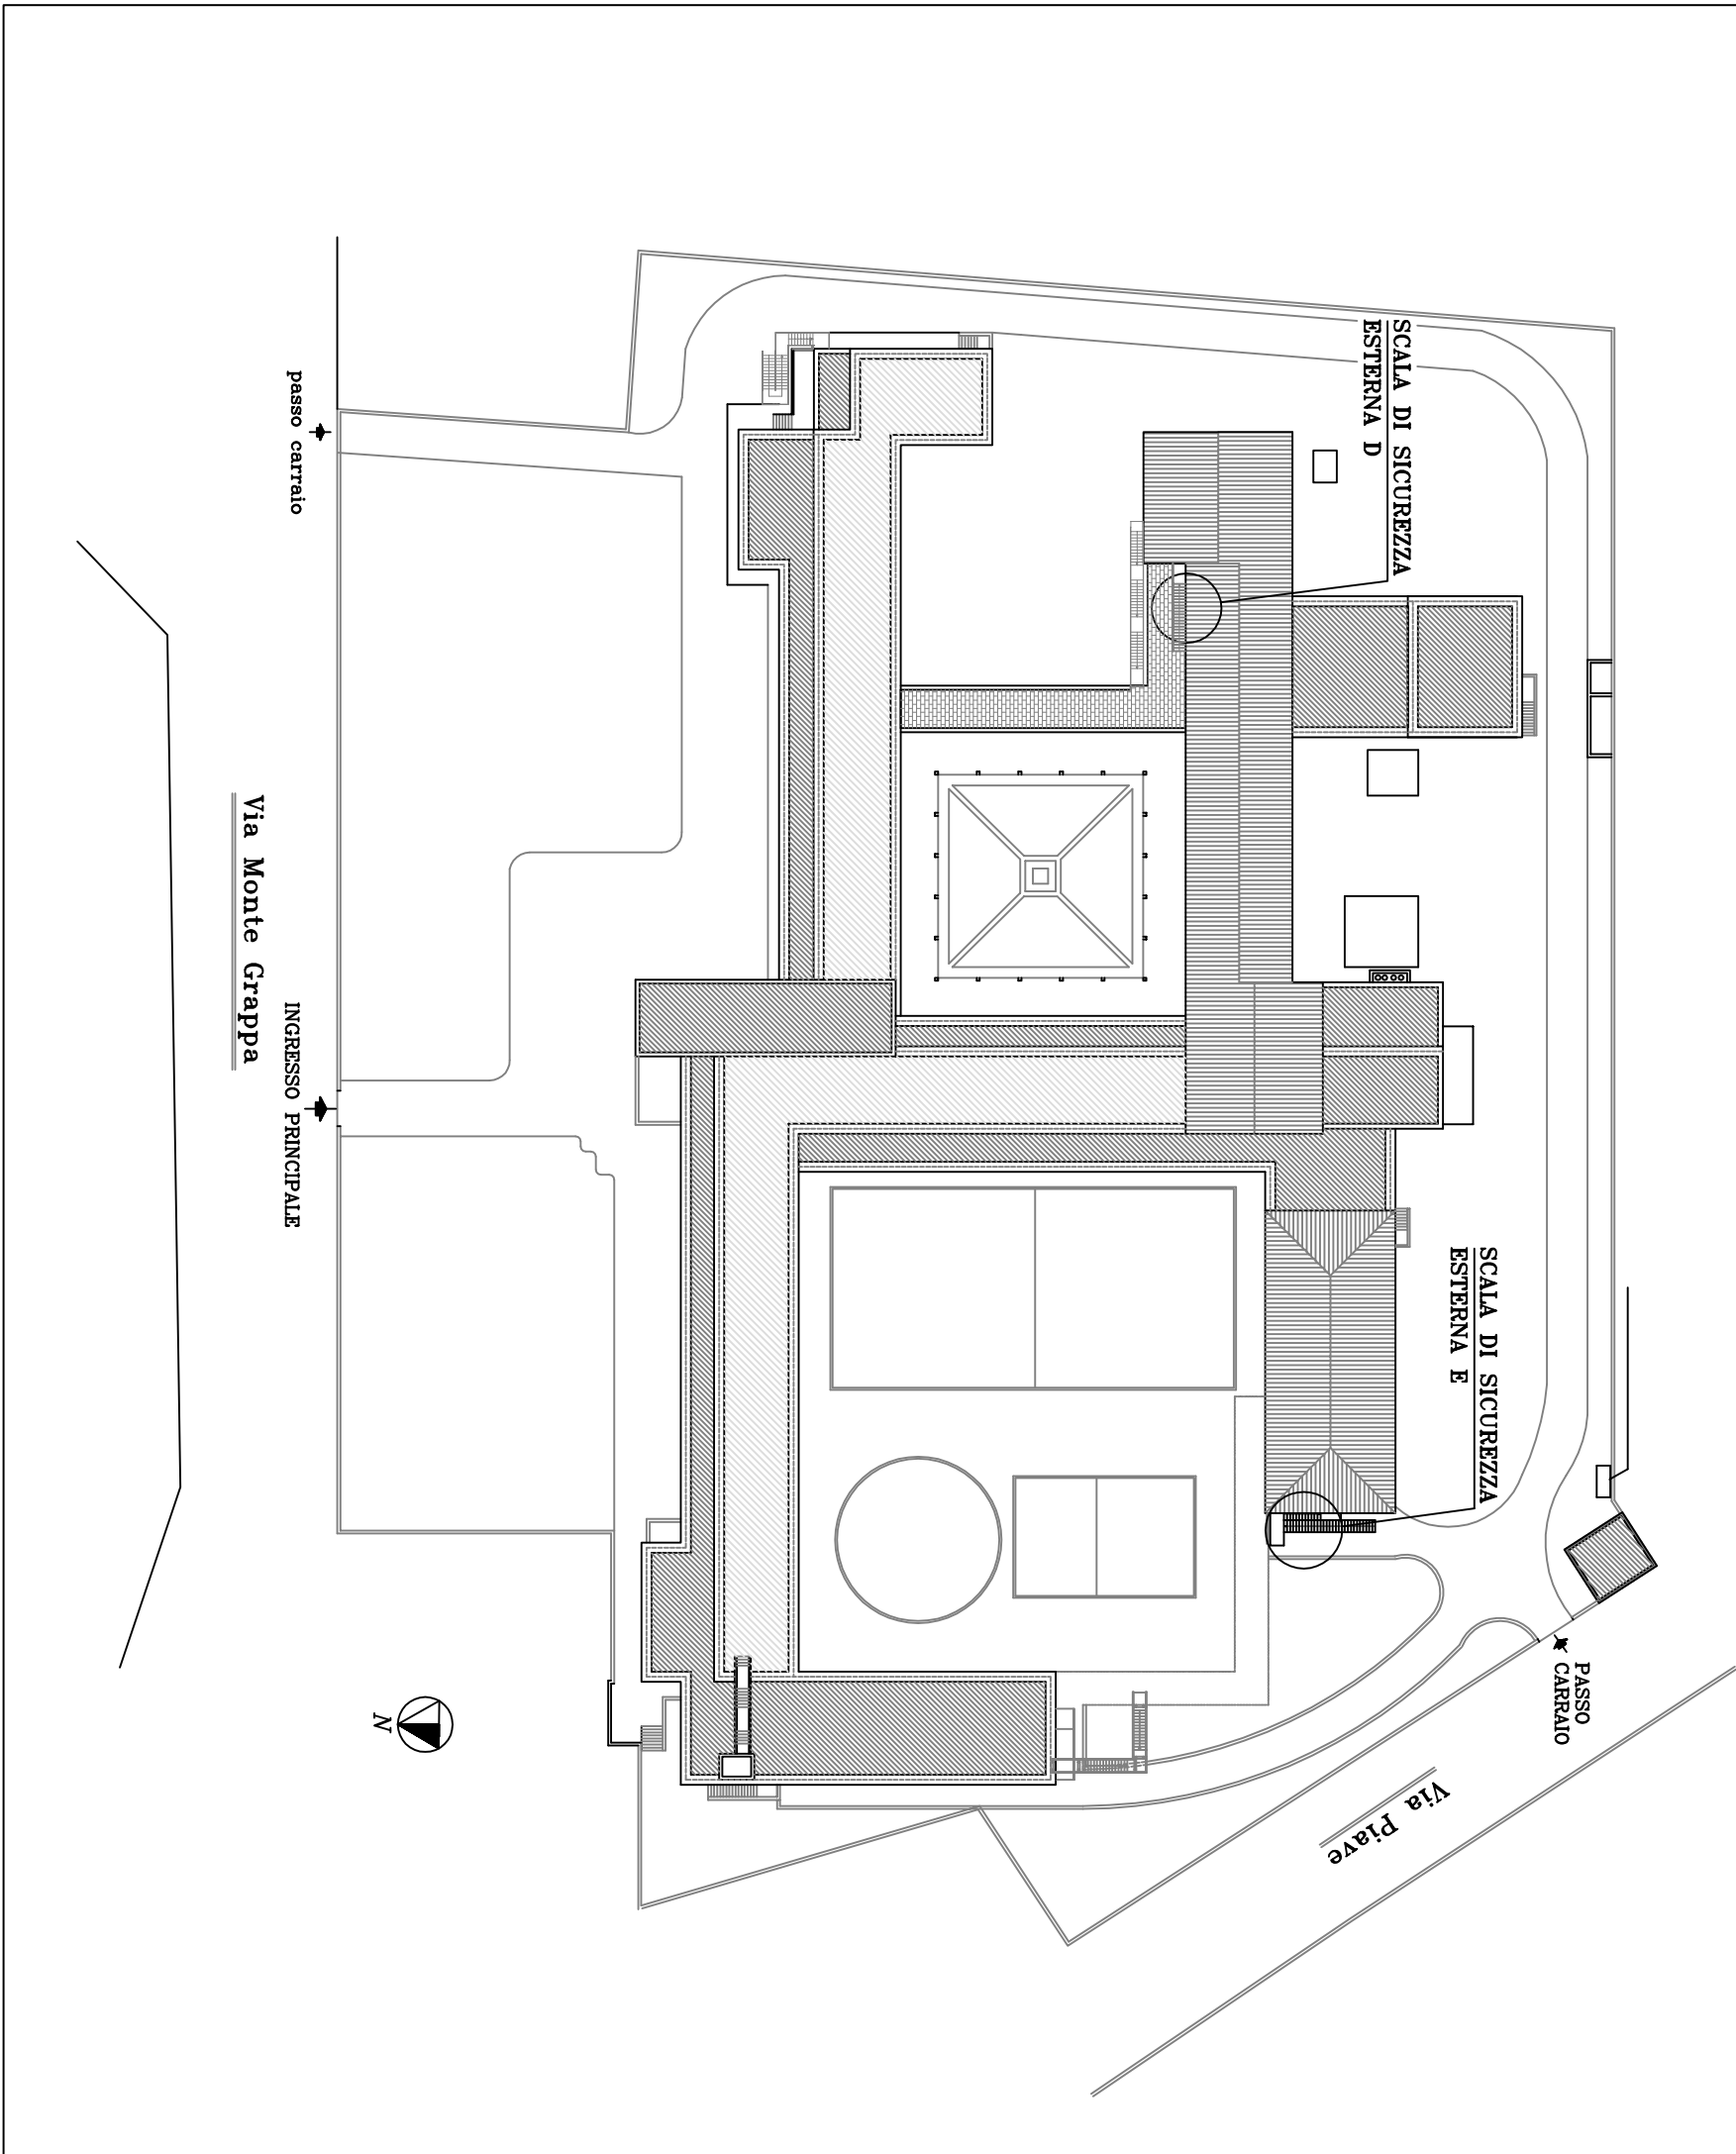 SCALA DI SICUREZZA
ESTERNA D
passo carraio
Via Monte Grappa
INGRESSO PRINCIPALE
SCALA DI SICUREZZA
ESTERNA E
PASSO
CARRAIO
Via Piave
N